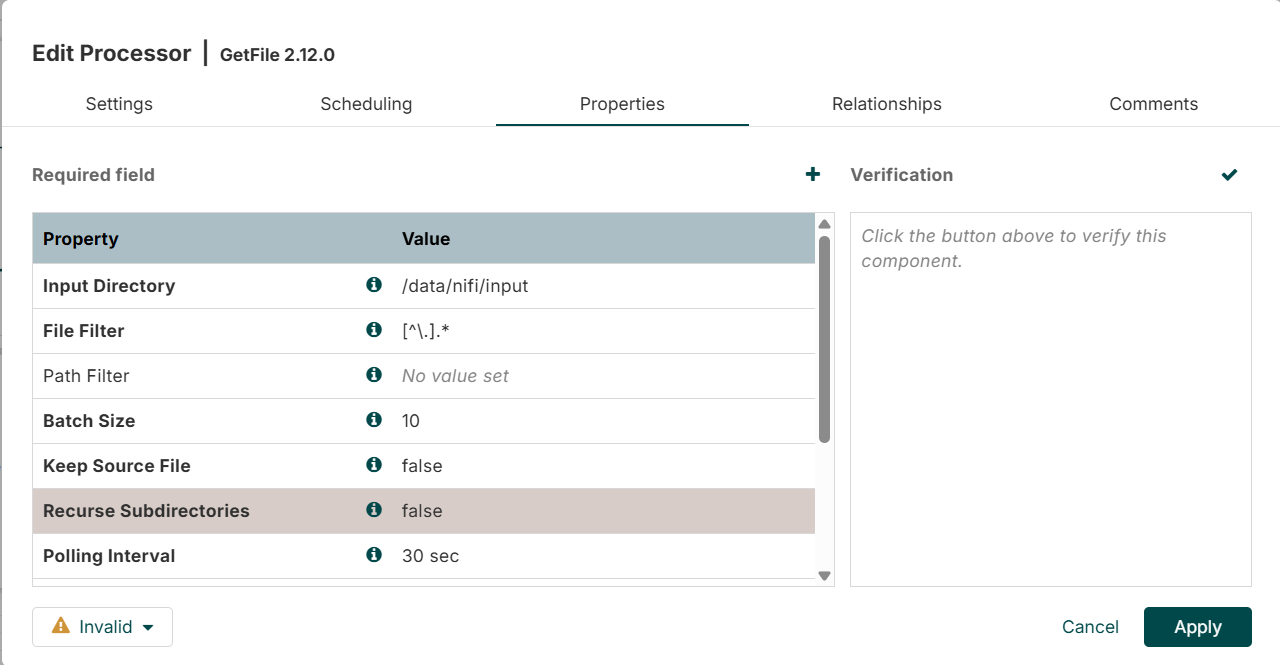 Edit Processor | GetFile 2.12.0
Settings Scheduling Properties Relationships Comments
Required field
Property Value
Input Directory /data/nifi/input
File Filter [^\.].*
Path Filter No value set
Batch Size 10
Keep Source File false
Recurse Subdirectories false
Polling Interval 30 sec
Verification
Click the button above to verify this
component.
Invalid
Cancel Apply